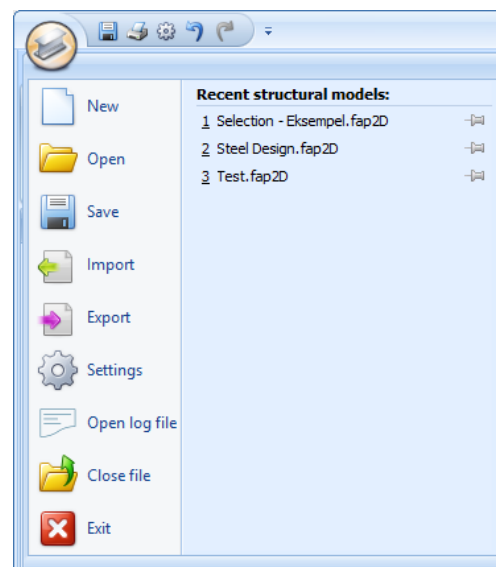 New
Open
Save
Import
Export
Settings
Open log file
Close file
Exit
Recent structural models:
1 Selection - Eksempel.fap2D
2 Steel Design.fap2D
3 Test.fap2D